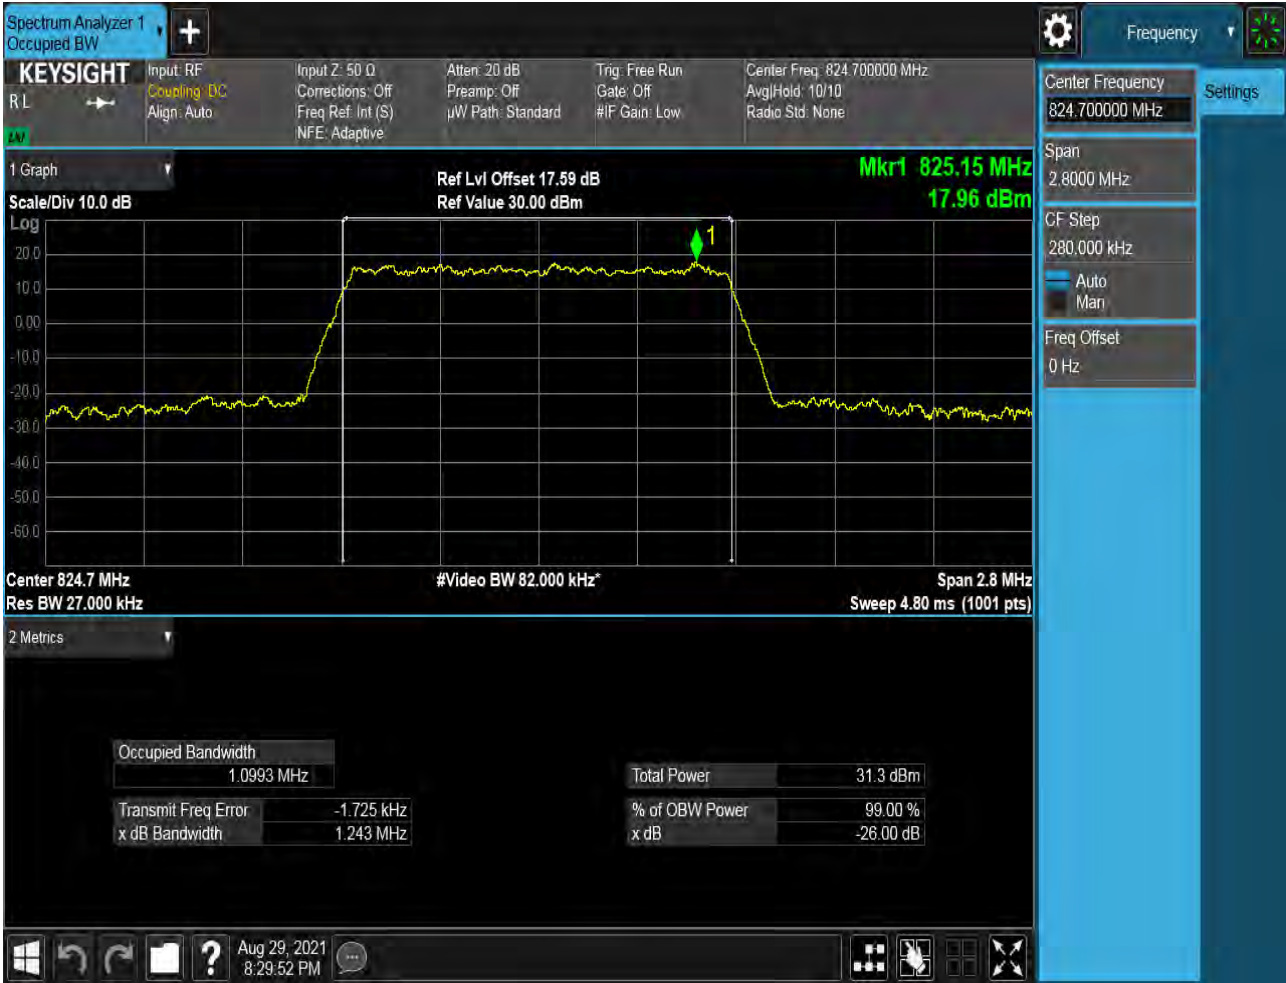 Spectrum Analyzer 1
Occupied BW
+
Frequency
KEYSIGHT
Input: RF
Input Z: 50 Ω
Atten: 20 dB
Trig: Free Run
Center Freq: 824.700000 MHz
R L
Coupling: DC
Corrections: Off
Preamp: Off
Gate: Off
Avg|Hold: 10/10
Align: Auto
Freq Ref: Int (S)
µW Path: Standard
#IF Gain: Low
Radio Std: None
NFE: Adaptive
LXI
Center Frequency
824.700000 MHz
Settings
Span
2.8000 MHz
CF Step
280.000 kHz
Auto
Man
Freq Offset
0 Hz
1 Graph
Ref Lvl Offset 17.59 dB
Mkr1 825.15 MHz
Scale/Div 10.0 dB
Ref Value 30.00 dBm
17.96 dBm
Log
1
20.0
10.0
0.00
-10.0
-20.0
-30.0
-40.0
-50.0
-60.0
Center 824.7 MHz
#Video BW 82.000 kHz*
Span 2.8 MHz
Res BW 27.000 kHz
Sweep 4.80 ms (1001 pts)
2 Metrics
Occupied Bandwidth
1.0993 MHz
Total Power
31.3 dBm
Transmit Freq Error
-1.725 kHz
% of OBW Power
99.00 %
x dB Bandwidth
1.243 MHz
x dB
-26.00 dB
?
Aug 29, 2021
8:29:52 PM